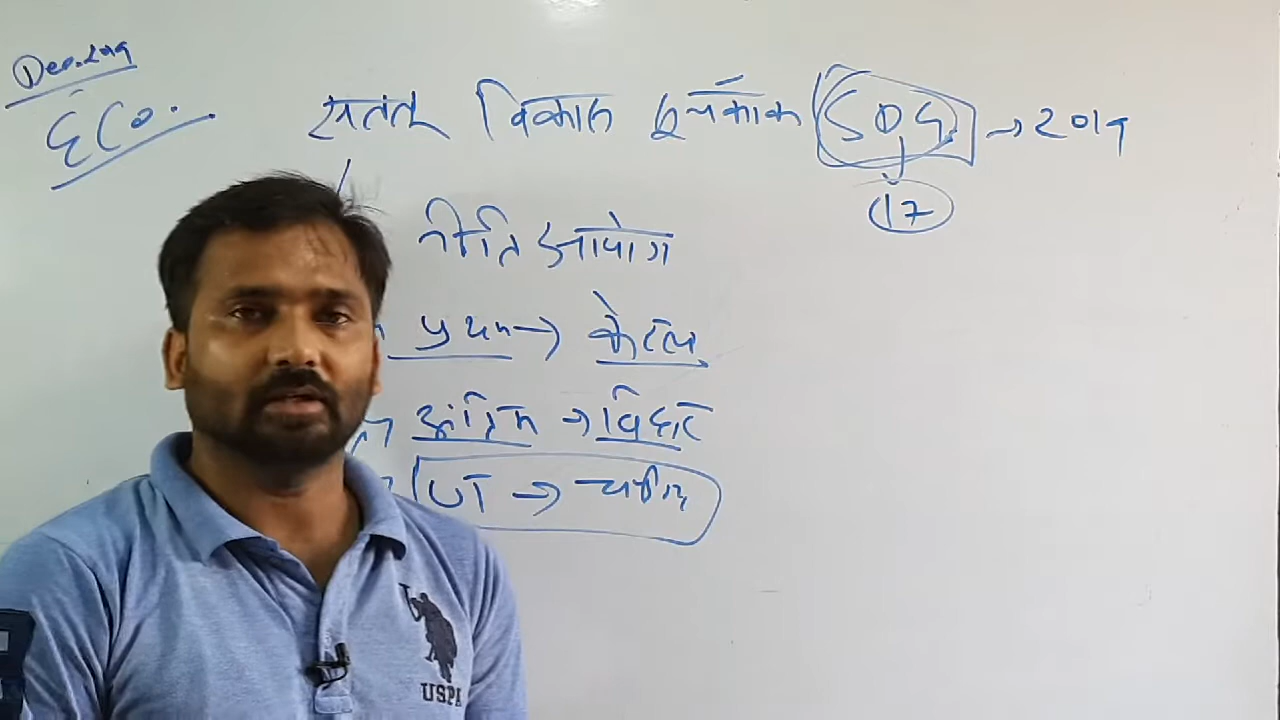 Dec.2019
ECo.
सतत् विकास सूचकांक SDG → 2019
17
नीति आयोग
प्रथम → केरल
अंतिम → बिहार
UT → चंडीगढ़
USPA